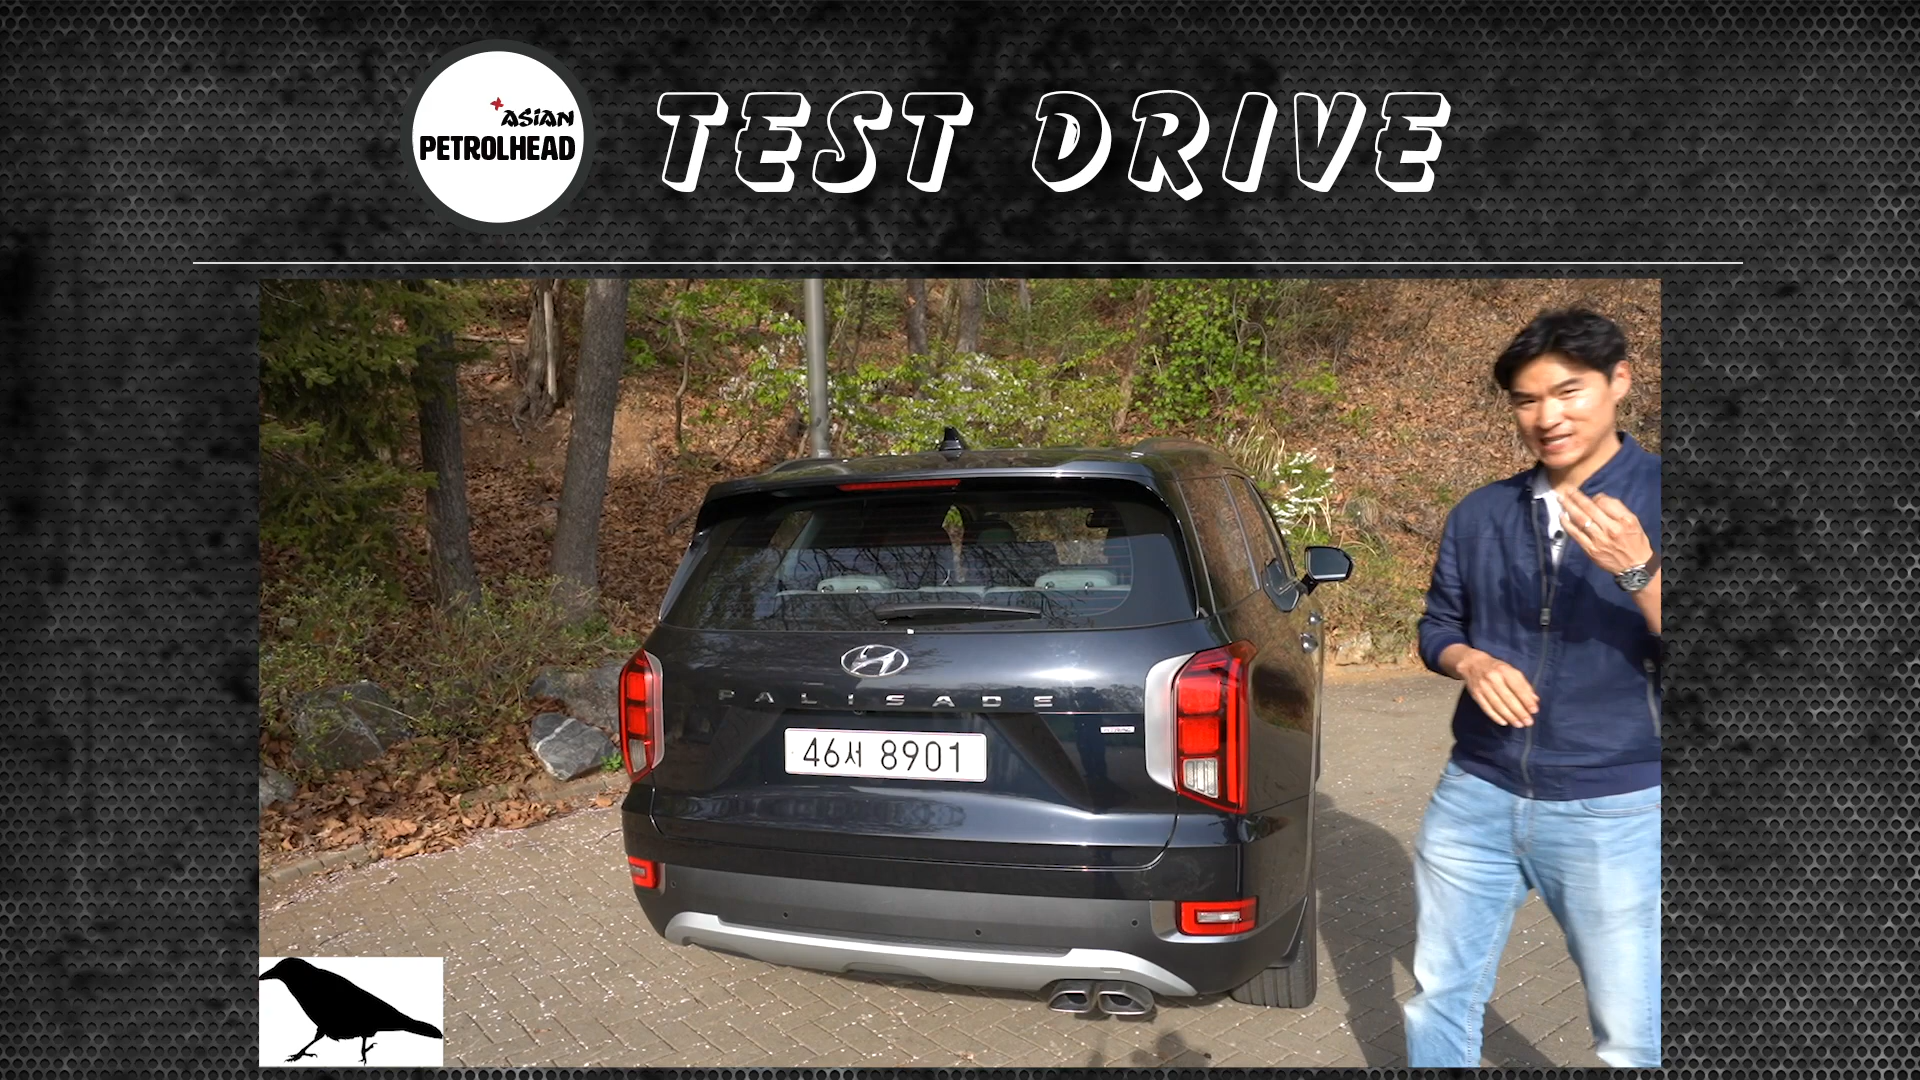 ASIAN
PETROLHEAD
TEST DRIVE
PALISADE
46서 8901